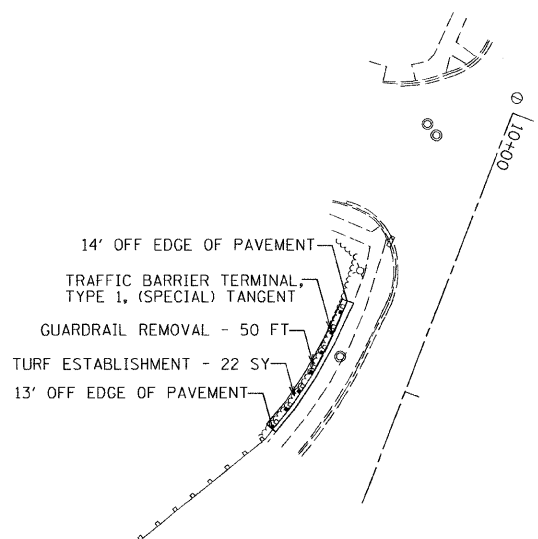 10+00
14' OFF EDGE OF PAVEMENT
TRAFFIC BARRIER TERMINAL,
TYPE 1, (SPECIAL) TANGENT
GUARDRAIL REMOVAL - 50 FT
TURF ESTABLISHMENT - 22 SY
13' OFF EDGE OF PAVEMENT